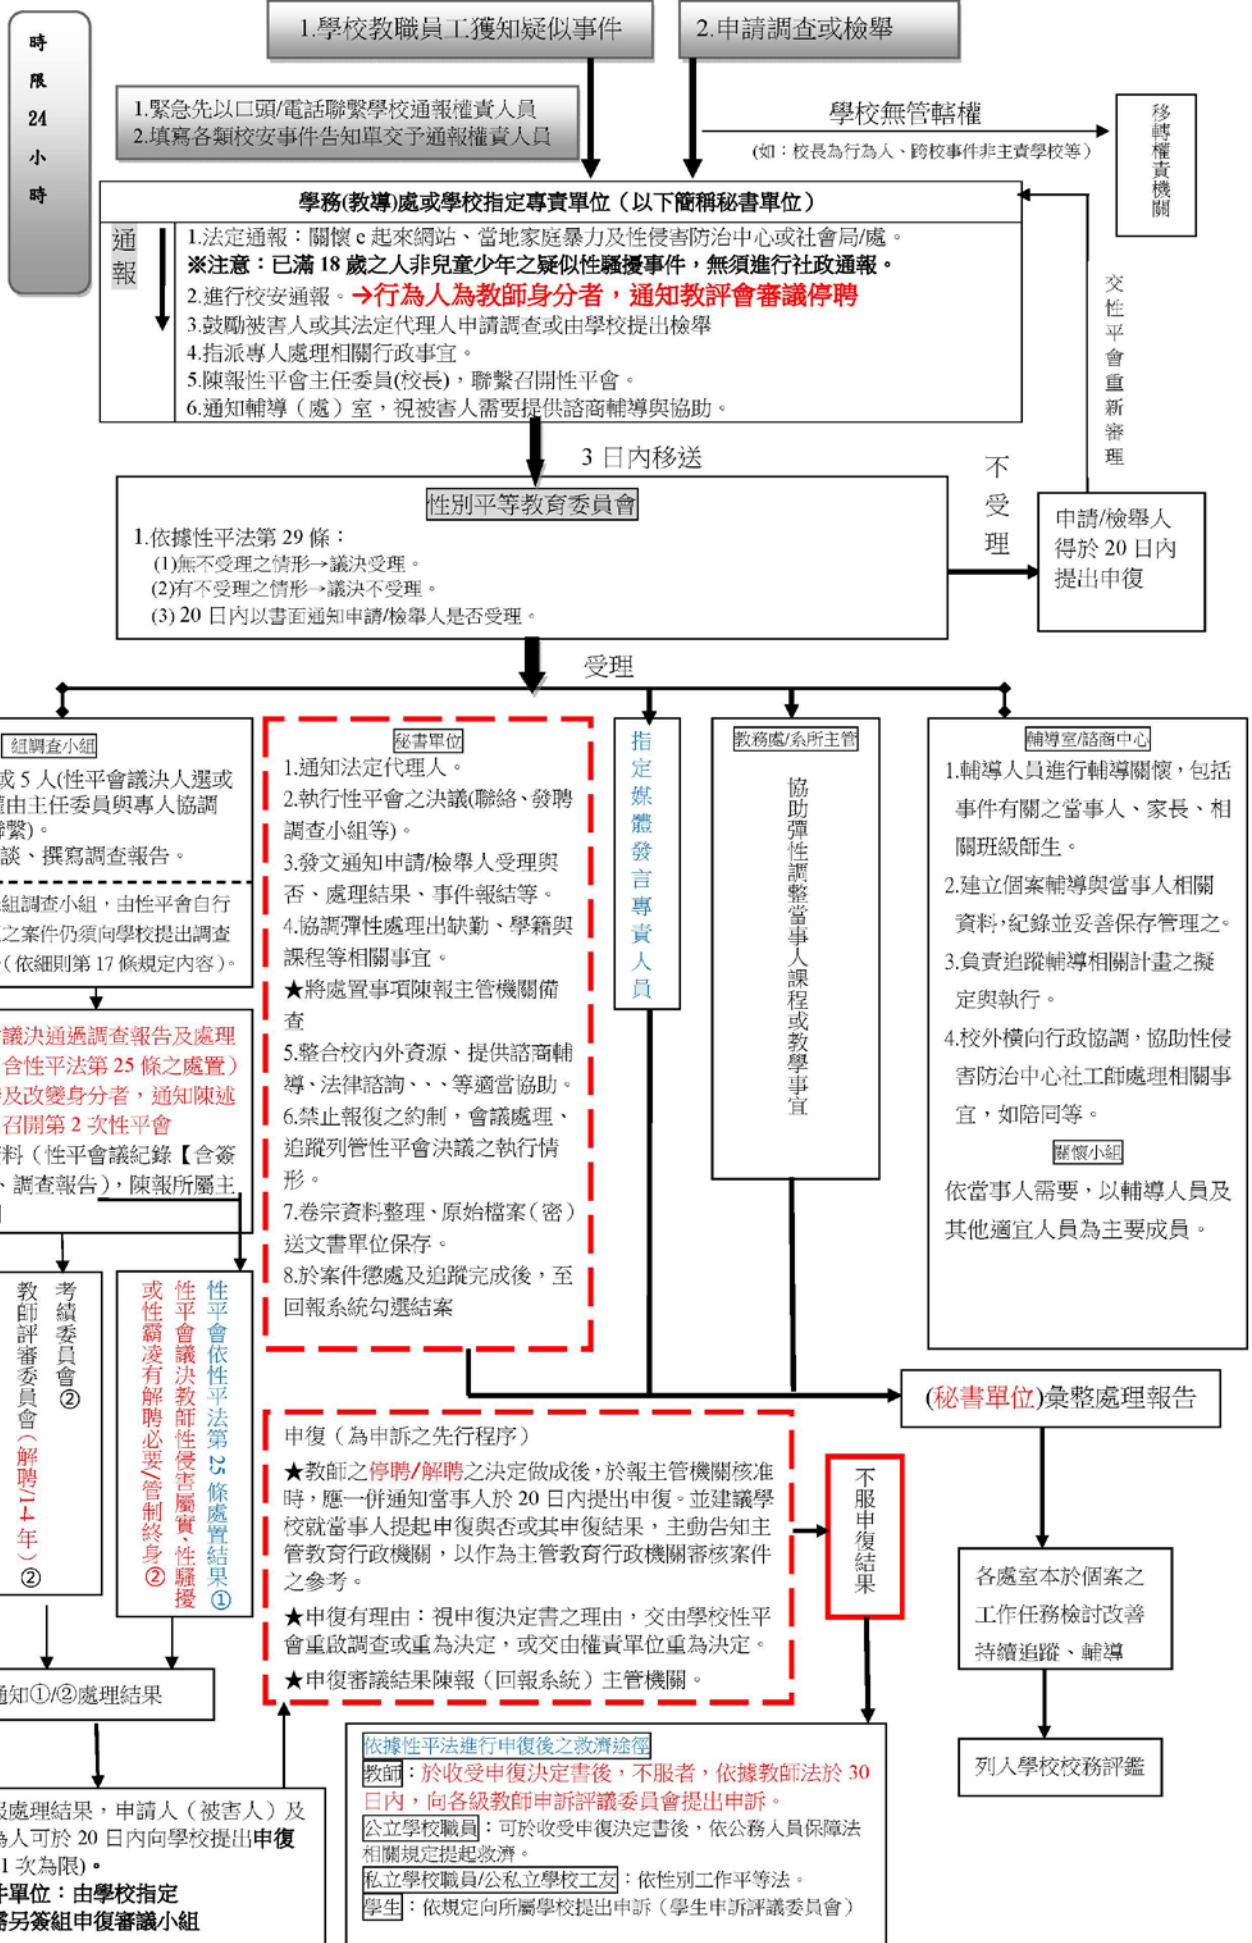 時
限
24
小
時
1.學校教職員工獲知疑似事件
2.申請調查或檢舉
1.緊急先以口頭/電話聯繫學校通報權責人員
2.填寫各類校安事件告知單交予通報權責人員
學校無管轄權
(如：校長為行為人、跨校事件非主責學校等)
移轉權責機關
學務(教導)處或學校指定專責單位（以下簡稱秘書單位）
通報
1.法定通報：關懷 e 起來網站、當地家庭暴力及性侵害防治中心或社會局/處。
※注意：已滿 18 歲之人非兒童少年之疑似性騷擾事件，無須進行社政通報。
2.進行校安通報。→行為人為教師身分者，通知教評會審議停聘
3.鼓勵被害人或其法定代理人申請調查或由學校提出檢舉
4.指派專人處理相關行政事宜。
5.陳報性平會主任委員(校長)，聯繫召開性平會。
6.通知輔導（處）室，視被害人需要提供諮商輔導與協助。
交性平會重新審理
3 日內移送
性別平等教育委員會
1.依據性平法第 29 條：
(1)無不受理之情形→議決受理。
(2)有不受理之情形→議決不受理。
(3) 20 日內以書面通知申請/檢舉人是否受理。
不受理
申請/檢舉人
得於 20 日內
提出申復
受理
組調查小組
或 5 人(性平會議決人選或
由主任委員與專人協調
聯繫)。
談、撰寫調查報告。
組調查小組，由性平會自行
之案件仍須向學校提出調查
（依細則第 17 條規定內容）。
秘書單位
1.通知法定代理人。
2.執行性平會之決議(聯絡、發聘
調查小組等)。
3.發文通知申請/檢舉人受理與
否、處理結果、事件報結等。
4.協調彈性處理出缺勤、學籍與
課程等相關事宜。
★將處置事項陳報主管機關備
查
5.整合校內外資源、提供諮商輔
導、法律諮詢、、、等適當協助。
6.禁止報復之約制，會議處理、
追蹤列管性平會決議之執行情
形。
7.卷宗資料整理、原始檔案（密）
送文書單位保存。
8.於案件懲處及追蹤完成後，至
回報系統勾選結案
指定媒體發言專責人員
教務處/系所主管
協助彈性調整當事人課程或教學事宜
輔導室/諮商中心
1.輔導人員進行輔導關懷，包括
事件有關之當事人、家長、相
關班級師生。
2.建立個案輔導與當事人相關
資料，紀錄並妥善保存管理之。
3.負責追蹤輔導相關計畫之擬
定與執行。
4.校外橫向行政協調，協助性侵
害防治中心社工師處理相關事
宜，如陪同等。
關懷小組
依當事人需要，以輔導人員及
其他適宜人員為主要成員。
議決通過調查報告及處理
含性平法第 25 條之處置）
及改變身分者，通知陳述
召開第 2 次性平會
料（性平會議紀錄【含簽
、調查報告），陳報所屬主
考績委員會②
教師評審委員會（解聘/1-4 年）②
性平會依性平法第 25 條處置結果①
性平會議決教師性侵害屬實、性騷擾
或性霸凌有解聘必要/管制終身②
(秘書單位)彙整處理報告
申復（為申訴之先行程序）
★教師之停聘/解聘之決定做成後，於報主管機關核准
時，應一併通知當事人於 20 日內提出申復。並建議學
校就當事人提起申復與否或其申復結果，主動告知主
管教育行政機關，以作為主管教育行政機關審核案件
之參考。
★申復有理由：視申復決定書之理由，交由學校性平
會重啟調查或重為決定，或交由權責單位重為決定。
★申復審議結果陳報（回報系統）主管機關。
不服申復結果
各處室本於個案之
工作任務檢討改善
持續追蹤、輔導
通知①/②處理結果
列入學校校務評鑑
處理結果，申請人（被害人）及
為人可於 20 日內向學校提出申復
1 次為限)。
單位：由學校指定
需另簽組申復審議小組
依據性平法進行申復後之救濟途徑
教師：於收受申復決定書後，不服者，依據教師法於 30
日內，向各級教師申訴評議委員會提出申訴。
公立學校職員：可於收受申復決定書後，依公務人員保障法
相關規定提起救濟。
私立學校職員/公私立學校工友：依性別工作平等法。
學生：依規定向所屬學校提出申訴（學生申訴評議委員會）